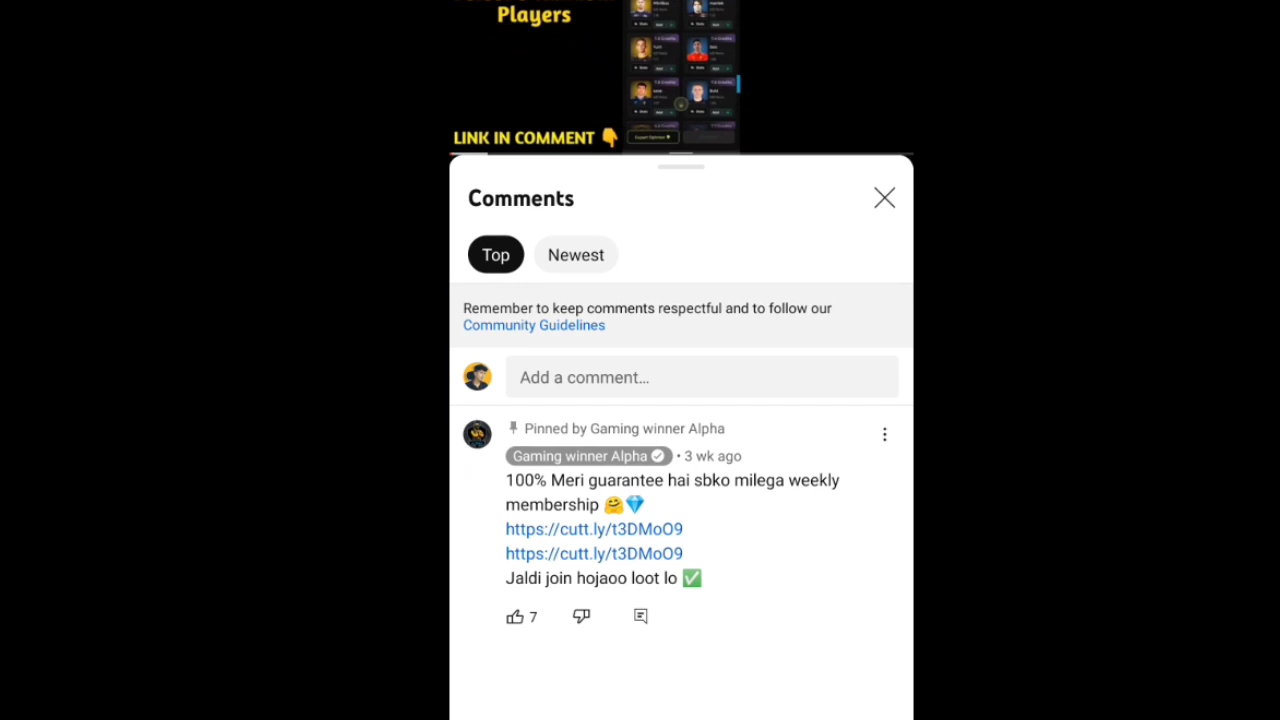 Players
LINK IN COMMENT 👇
Comments
Top
Newest
Remember to keep comments respectful and to follow our
Community Guidelines
Add a comment...
Pinned by Gaming winner Alpha
Gaming winner Alpha • 3 wk ago
100% Meri guarantee hai sbko milega weekly
membership 🤗💎
https://cutt.ly/t3DMoO9
https://cutt.ly/t3DMoO9
Jaldi join hojaoo loot lo ✅
7